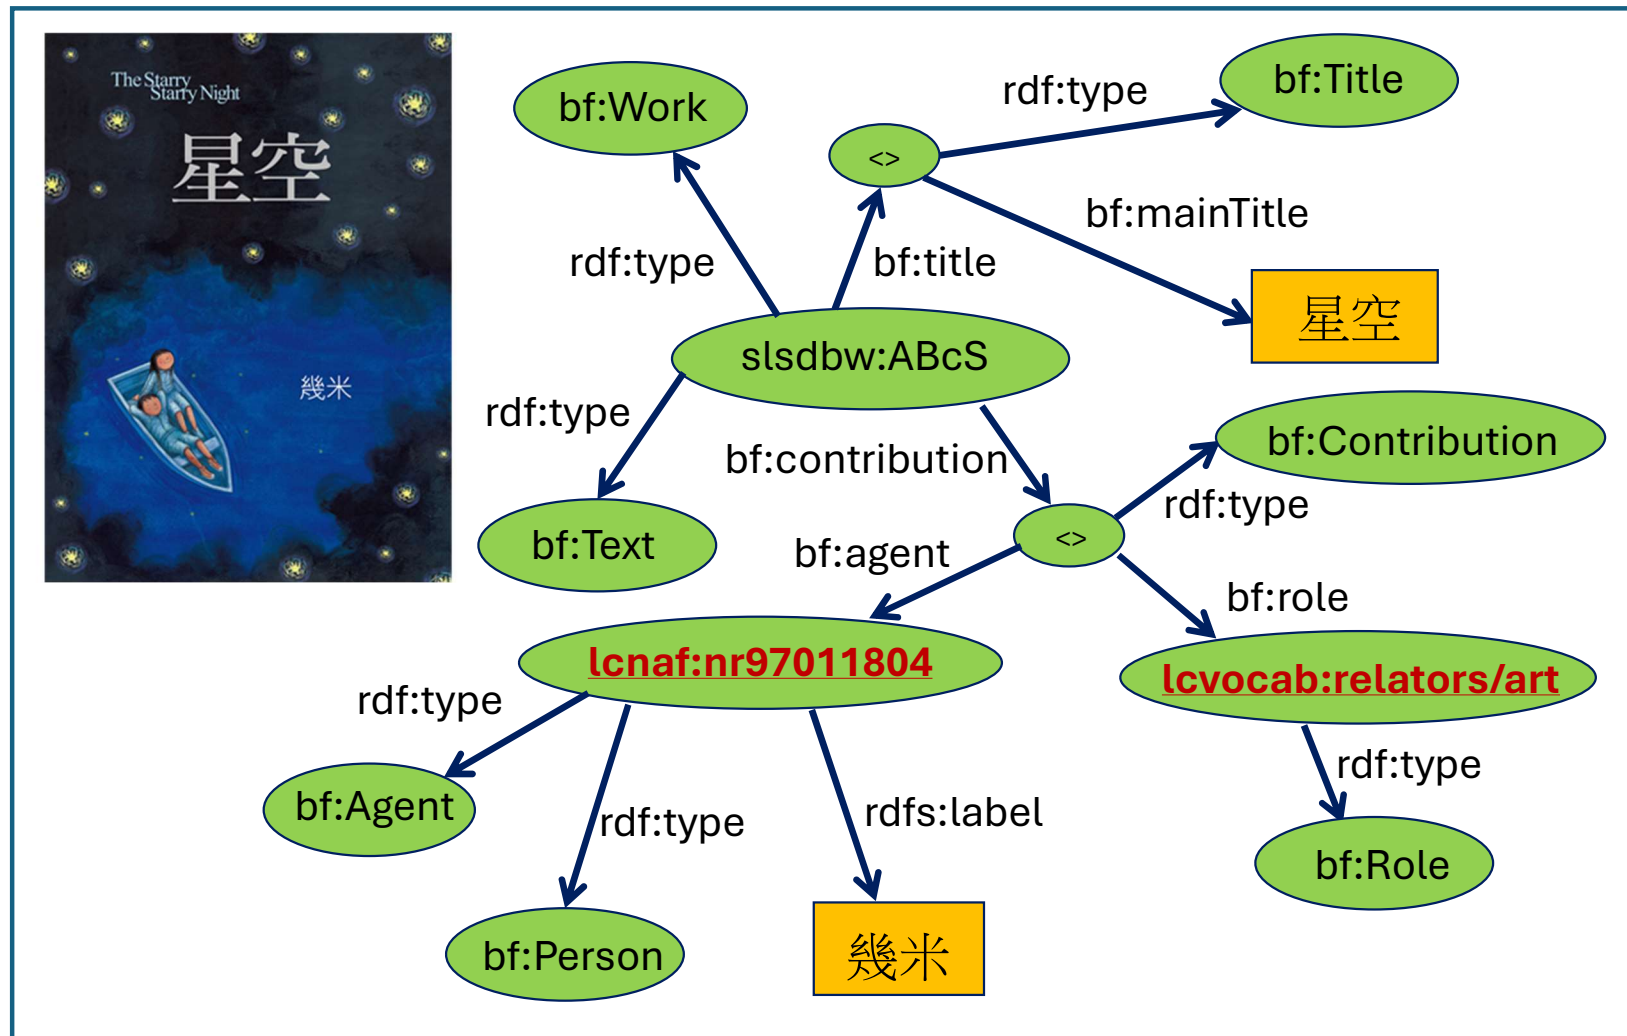 The Starry
Starry Night
星空
幾米
bf:Work
rdf:type
bf:Title
<>
bf:mainTitle
rdf:type
bf:title
星空
slsdbw:ABcS
rdf:type
bf:contribution
bf:Contribution
rdf:type
bf:Text
<>
bf:agent
bf:role
lcnaf:nr97011804
lcvocab:relators/art
rdf:type
rdf:type
rdfs:label
rdf:type
bf:Agent
bf:Role
bf:Person
幾米